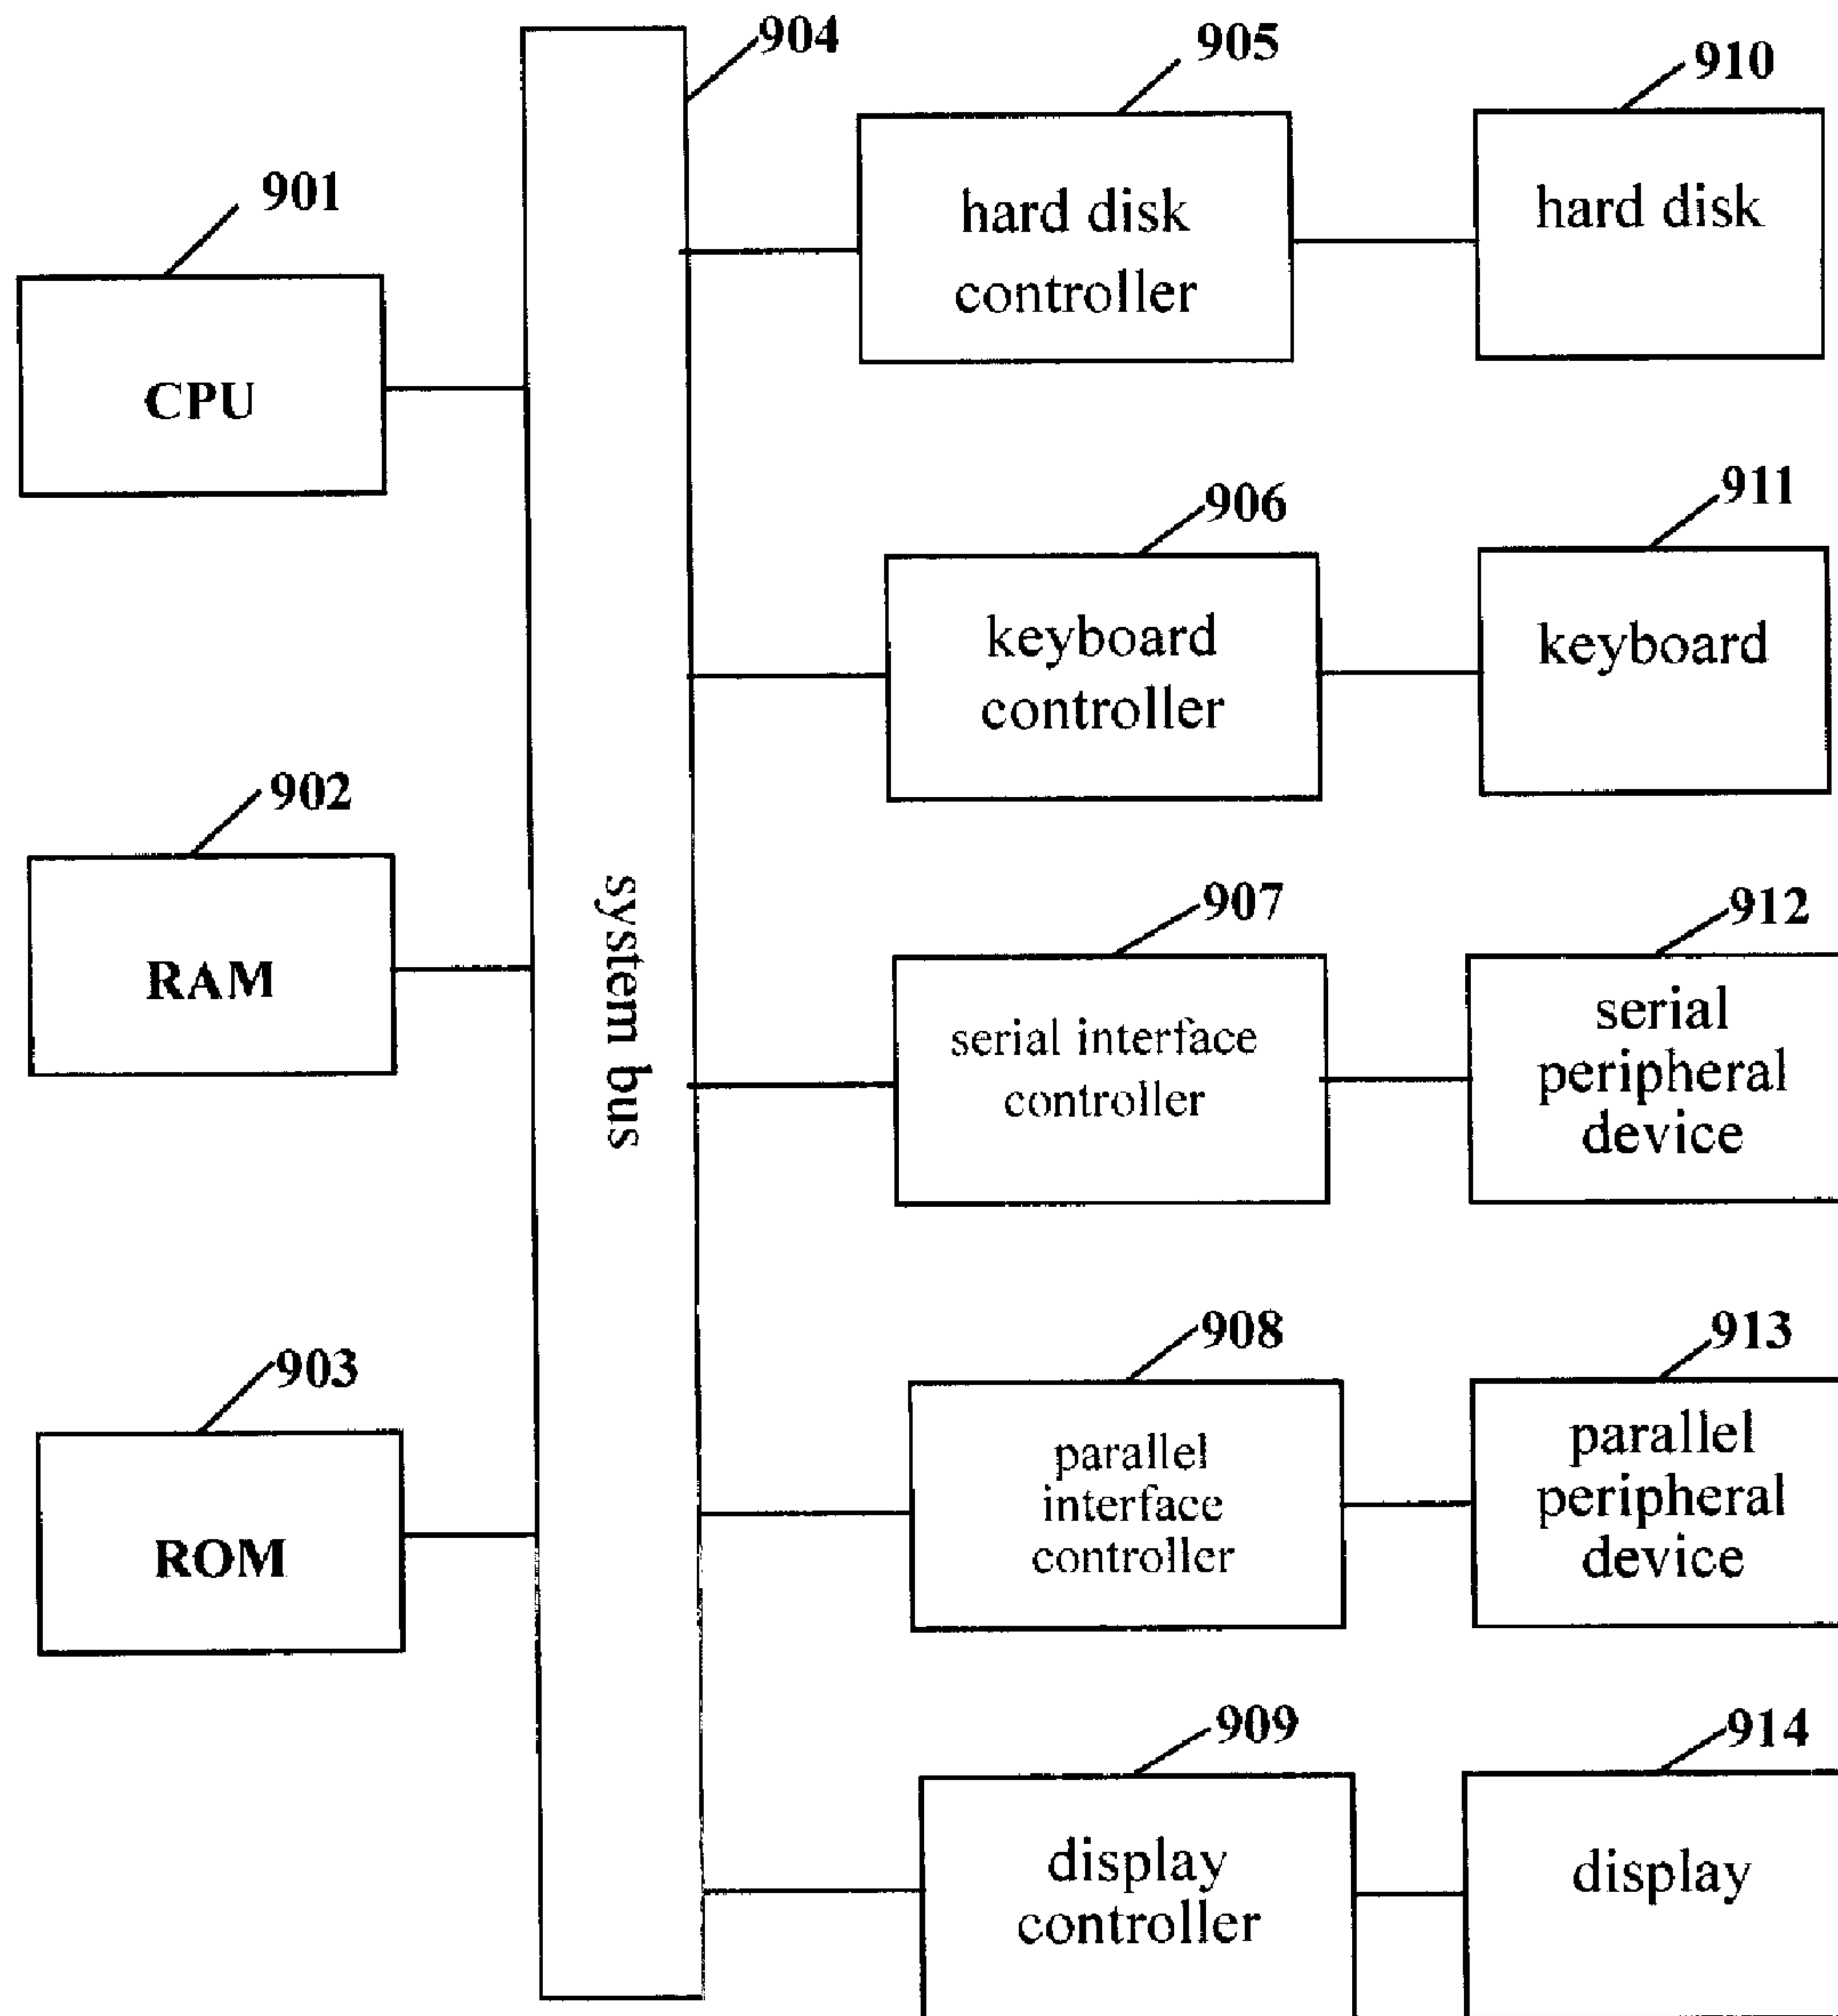 904
905
910
901
hard disk
controller
hard disk
CPU
906
911
keyboard
controller
keyboard
902
RAM
system bus
907
912
serial interface
controller
serial
peripheral
device
903
ROM
908
913
parallel
interface
controller
parallel
peripheral
device
909
914
display
controller
display